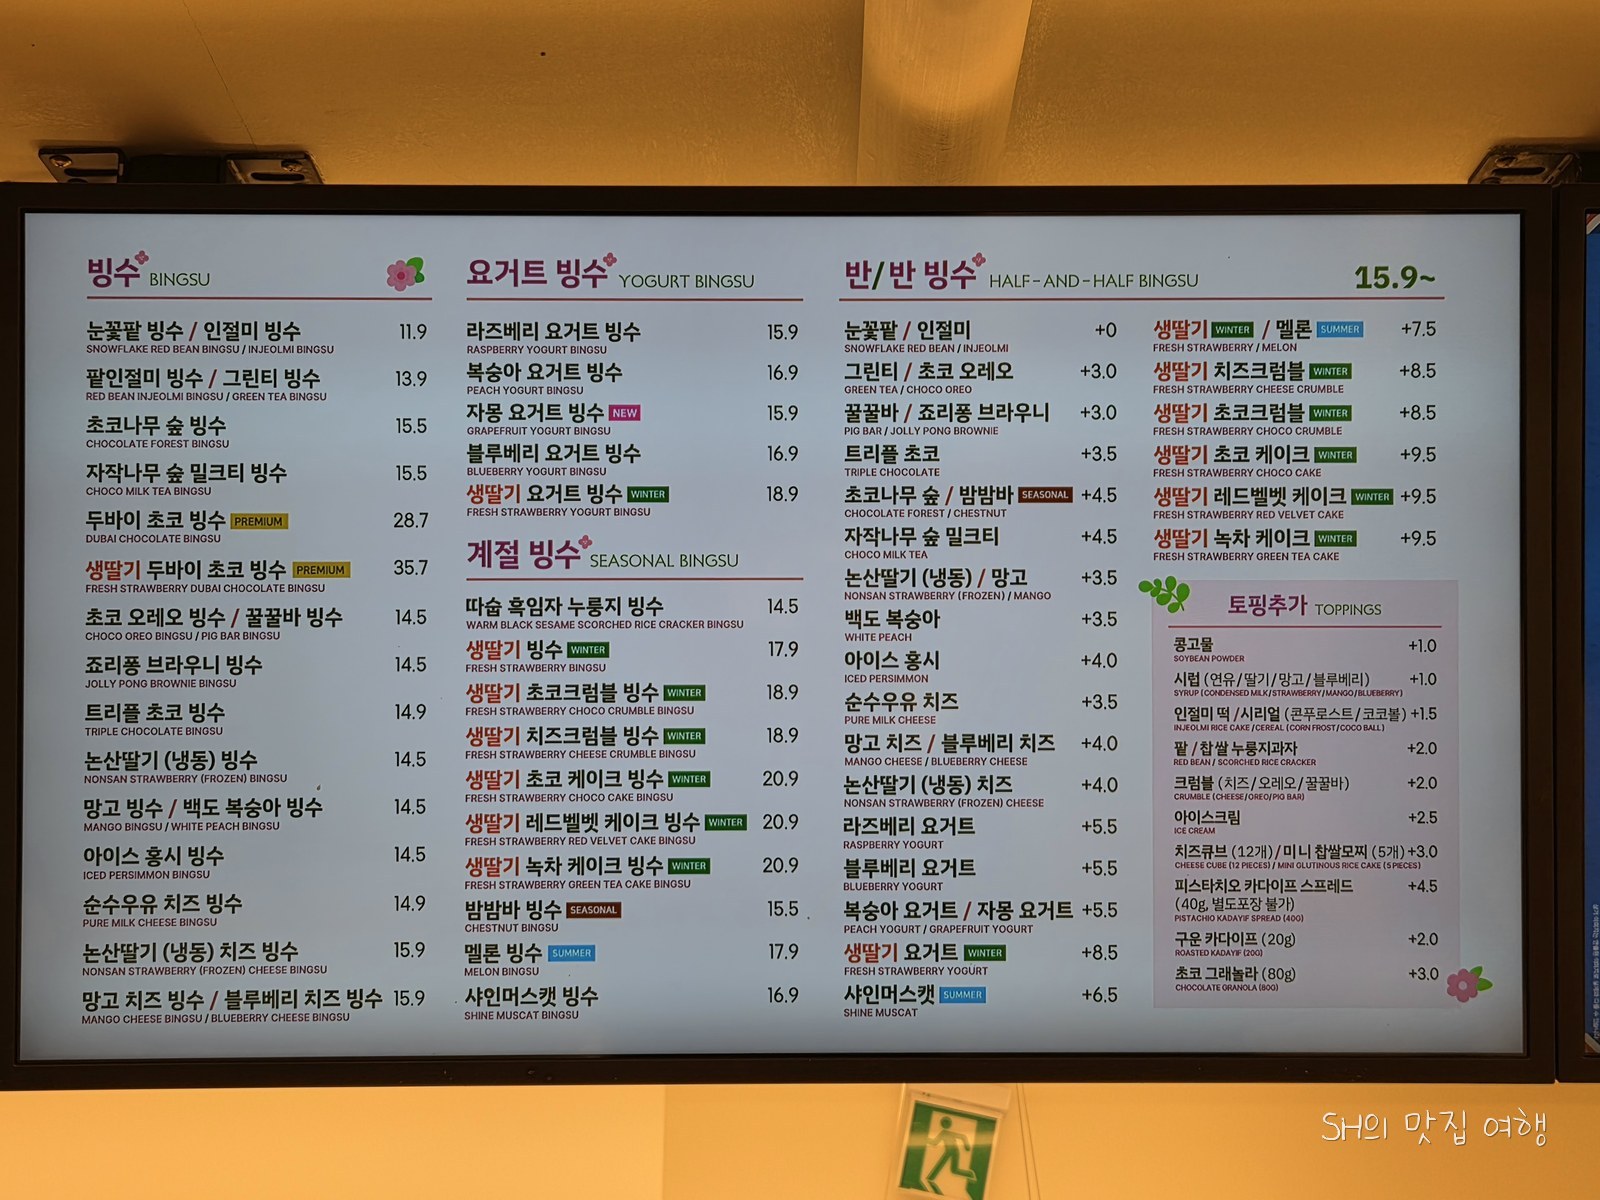 빙수 BINGSU
눈꽃팥 빙수 / 인절미 빙수 11.9
SNOWFLAKE RED BEAN BINGSU / INJEOLMI BINGSU
팥인절미 빙수 / 그린티 빙수 13.9
RED BEAN INJEOLMI BINGSU / GREEN TEA BINGSU
초코나무 숲 빙수 15.5
CHOCOLATE FOREST BINGSU
자작나무 숲 밀크티 빙수 15.5
CHOCO MILK TEA BINGSU
두바이 초코 빙수 PREMIUM 28.7
DUBAI CHOCOLATE BINGSU
생딸기 두바이 초코 빙수 PREMIUM 35.7
FRESH STRAWBERRY DUBAI CHOCOLATE BINGSU
초코 오레오 빙수 / 꿀꿀바 빙수 14.5
CHOCO OREO BINGSU / PIG BAR BINGSU
죠리퐁 브라우니 빙수 14.5
JOLLY PONG BROWNIE BINGSU
트리플 초코 빙수 14.9
TRIPLE CHOCOLATE BINGSU
논산딸기 (냉동) 빙수 14.5
NONSAN STRAWBERRY (FROZEN) BINGSU
망고 빙수 / 백도 복숭아 빙수 14.5
MANGO BINGSU / WHITE PEACH BINGSU
아이스 홍시 빙수 14.5
ICED PERSIMMON BINGSU
순수우유 치즈 빙수 14.9
PURE MILK CHEESE BINGSU
논산딸기 (냉동) 치즈 빙수 15.9
NONSAN STRAWBERRY (FROZEN) CHEESE BINGSU
망고 치즈 빙수 / 블루베리 치즈 빙수 15.9
MANGO CHEESE BINGSU / BLUEBERRY CHEESE BINGSU
요거트 빙수 YOGURT BINGSU
라즈베리 요거트 빙수 15.9
RASPBERRY YOGURT BINGSU
복숭아 요거트 빙수 16.9
PEACH YOGURT BINGSU
자몽 요거트 빙수 NEW 15.9
GRAPEFRUIT YOGURT BINGSU
블루베리 요거트 빙수 16.9
BLUEBERRY YOGURT BINGSU
생딸기 요거트 빙수 WINTER 18.9
FRESH STRAWBERRY YOGURT BINGSU
계절 빙수 SEASONAL BINGSU
따숩 흑임자 누룽지 빙수 14.5
WARM BLACK SESAME SCORCHED RICE CRACKER BINGSU
생딸기 빙수 WINTER 17.9
FRESH STRAWBERRY BINGSU
생딸기 초코크럼블 빙수 WINTER 18.9
FRESH STRAWBERRY CHOCO CRUMBLE BINGSU
생딸기 치즈크럼블 빙수 WINTER 18.9
FRESH STRAWBERRY CHEESE CRUMBLE BINGSU
생딸기 초코 케이크 빙수 WINTER 20.9
FRESH STRAWBERRY CHOCO CAKE BINGSU
생딸기 레드벨벳 케이크 빙수 WINTER 20.9
FRESH STRAWBERRY RED VELVET CAKE BINGSU
생딸기 녹차 케이크 빙수 WINTER 20.9
FRESH STRAWBERRY GREEN TEA CAKE BINGSU
밤밤바 빙수 SEASONAL 15.5
CHESTNUT BINGSU
멜론 빙수 SUMMER 17.9
MELON BINGSU
샤인머스캣 빙수 16.9
SHINE MUSCAT BINGSU
반/반 빙수 HALF-AND-HALF BINGSU 15.9~
눈꽃팥 / 인절미 +0
SNOWFLAKE RED BEAN / INJEOLMI
그린티 / 초코 오레오 +3.0
GREEN TEA / CHOCO OREO
꿀꿀바 / 죠리퐁 브라우니 +3.0
PIG BAR / JOLLY PONG BROWNIE
트리플 초코 +3.5
TRIPLE CHOCOLATE
초코나무 숲 / 밤밤바 SEASONAL +4.5
CHOCOLATE FOREST / CHESTNUT
자작나무 숲 밀크티 +4.5
CHOCO MILK TEA
논산딸기 (냉동) / 망고 +3.5
NONSAN STRAWBERRY (FROZEN) / MANGO
백도 복숭아 +3.5
WHITE PEACH
아이스 홍시 +4.0
ICED PERSIMMON
순수우유 치즈 +3.5
PURE MILK CHEESE
망고 치즈 / 블루베리 치즈 +4.0
MANGO CHEESE / BLUEBERRY CHEESE
논산딸기 (냉동) 치즈 +4.0
NONSAN STRAWBERRY (FROZEN) CHEESE
라즈베리 요거트 +5.5
RASPBERRY YOGURT
블루베리 요거트 +5.5
BLUEBERRY YOGURT
복숭아 요거트 / 자몽 요거트 +5.5
PEACH YOGURT / GRAPEFRUIT YOGURT
생딸기 요거트 WINTER +8.5
FRESH STRAWBERRY YOGURT
샤인머스캣 SUMMER +6.5
SHINE MUSCAT
생딸기 WINTER / 멜론 SUMMER +7.5
FRESH STRAWBERRY / MELON
생딸기 치즈크럼블 WINTER +8.5
FRESH STRAWBERRY CHEESE CRUMBLE
생딸기 초코크럼블 WINTER +8.5
FRESH STRAWBERRY CHOCO CRUMBLE
생딸기 초코 케이크 WINTER +9.5
FRESH STRAWBERRY CHOCO CAKE
생딸기 레드벨벳 케이크 WINTER +9.5
FRESH STRAWBERRY RED VELVET CAKE
생딸기 녹차 케이크 WINTER +9.5
FRESH STRAWBERRY GREEN TEA CAKE
토핑추가 TOPPINGS
콩고물 +1.0
SOYBEAN POWDER
시럽 (연유/딸기/망고/블루베리) +1.0
SYRUP (CONDENSED MILK/STRAWBERRY/MANGO/BLUEBERRY)
인절미 떡 /시리얼 (콘푸로스트/코코볼) +1.5
INJEOLMI RICE CAKE / CEREAL (CORN FROST/COCO BALL)
팥 / 찹쌀 누룽지과자 +2.0
RED BEAN / SCORCHED RICE CRACKER
크럼블 (치즈/오레오/꿀꿀바) +2.0
CRUMBLE (CHEESE/OREO/PIG BAR)
아이스크림 +2.5
ICE CREAM
치즈큐브 (12개)/미니 찹쌀모찌 (5개) +3.0
CHEESE CUBE (12 PIECES) / MINI GLUTINOUS RICE CAKE (5 PIECES)
피스타치오 카다이프 스프레드 +4.5
(40g, 별도포장 불가)
PISTACHIO KADAYIF SPREAD (40G)
구운 카다이프 (20g) +2.0
ROASTED KADAYIF (20G)
초코 그래놀라 (80g) +3.0
CHOCOLATE GRANOLA (80G)
SH의 맛집 여행